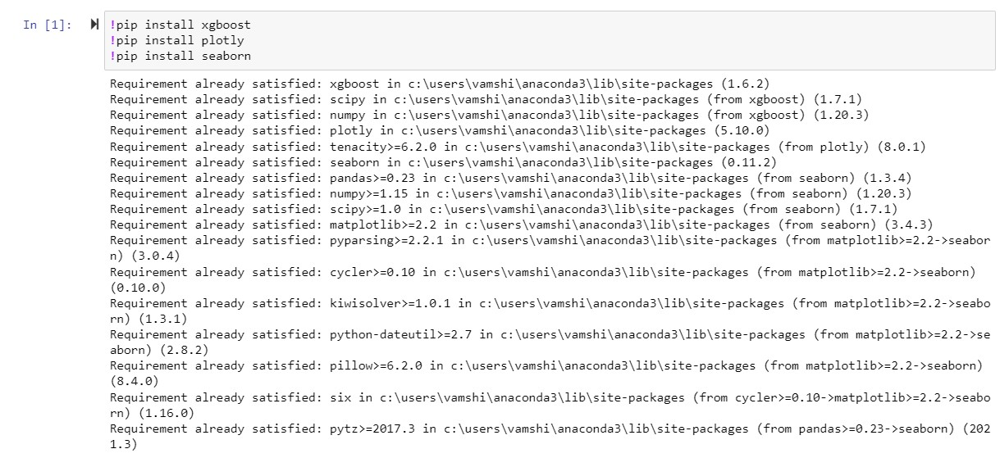 In [1]:
!pip install xgboost
!pip install plotly
!pip install seaborn
Requirement already satisfied: xgboost in c:\users\vamshi\anaconda3\lib\site-packages (1.6.2)
Requirement already satisfied: scipy in c:\users\vamshi\anaconda3\lib\site-packages (from xgboost) (1.7.1)
Requirement already satisfied: numpy in c:\users\vamshi\anaconda3\lib\site-packages (from xgboost) (1.20.3)
Requirement already satisfied: plotly in c:\users\vamshi\anaconda3\lib\site-packages (5.10.0)
Requirement already satisfied: tenacity>=6.2.0 in c:\users\vamshi\anaconda3\lib\site-packages (from plotly) (8.0.1)
Requirement already satisfied: seaborn in c:\users\vamshi\anaconda3\lib\site-packages (0.11.2)
Requirement already satisfied: pandas>=0.23 in c:\users\vamshi\anaconda3\lib\site-packages (from seaborn) (1.3.4)
Requirement already satisfied: numpy>=1.15 in c:\users\vamshi\anaconda3\lib\site-packages (from seaborn) (1.20.3)
Requirement already satisfied: scipy>=1.0 in c:\users\vamshi\anaconda3\lib\site-packages (from seaborn) (1.7.1)
Requirement already satisfied: matplotlib>=2.2 in c:\users\vamshi\anaconda3\lib\site-packages (from seaborn) (3.4.3)
Requirement already satisfied: pyparsing>=2.2.1 in c:\users\vamshi\anaconda3\lib\site-packages (from matplotlib>=2.2->seabor
n) (3.0.4)
Requirement already satisfied: cycler>=0.10 in c:\users\vamshi\anaconda3\lib\site-packages (from matplotlib>=2.2->seaborn)
(0.10.0)
Requirement already satisfied: kiwisolver>=1.0.1 in c:\users\vamshi\anaconda3\lib\site-packages (from matplotlib>=2.2->seabo
rn) (1.3.1)
Requirement already satisfied: python-dateutil>=2.7 in c:\users\vamshi\anaconda3\lib\site-packages (from matplotlib>=2.2->se
aborn) (2.8.2)
Requirement already satisfied: pillow>=6.2.0 in c:\users\vamshi\anaconda3\lib\site-packages (from matplotlib>=2.2->seaborn)
(8.4.0)
Requirement already satisfied: six in c:\users\vamshi\anaconda3\lib\site-packages (from cycler>=0.10->matplotlib>=2.2->seabo
rn) (1.16.0)
Requirement already satisfied: pytz>=2017.3 in c:\users\vamshi\anaconda3\lib\site-packages (from pandas>=0.23->seaborn) (202
1.3)